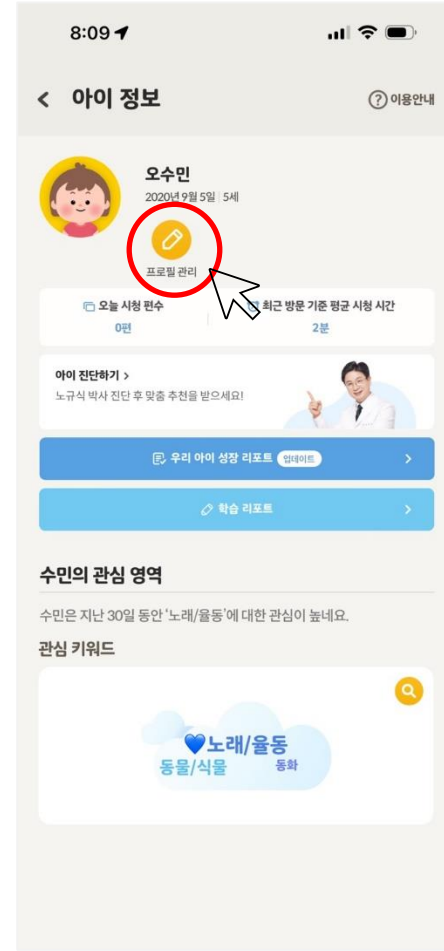 8:09
아이 정보
이용안내
오수민
2020년 9월 5일 5세
프로필 관리
오늘 시청 편수
최근 방문 기준 평균 시청 시간
0편
2분
아이 진단하기 >
노규식 박사 진단 후 맞춤 추천을 받으세요!
우리 아이 성장 리포트 업데이트
학습 리포트
수민의 관심 영역
수민은 지난 30일 동안 '노래/율동'에 대한 관심이 높네요.
관심 키워드
노래/율동
동물/식물
동화